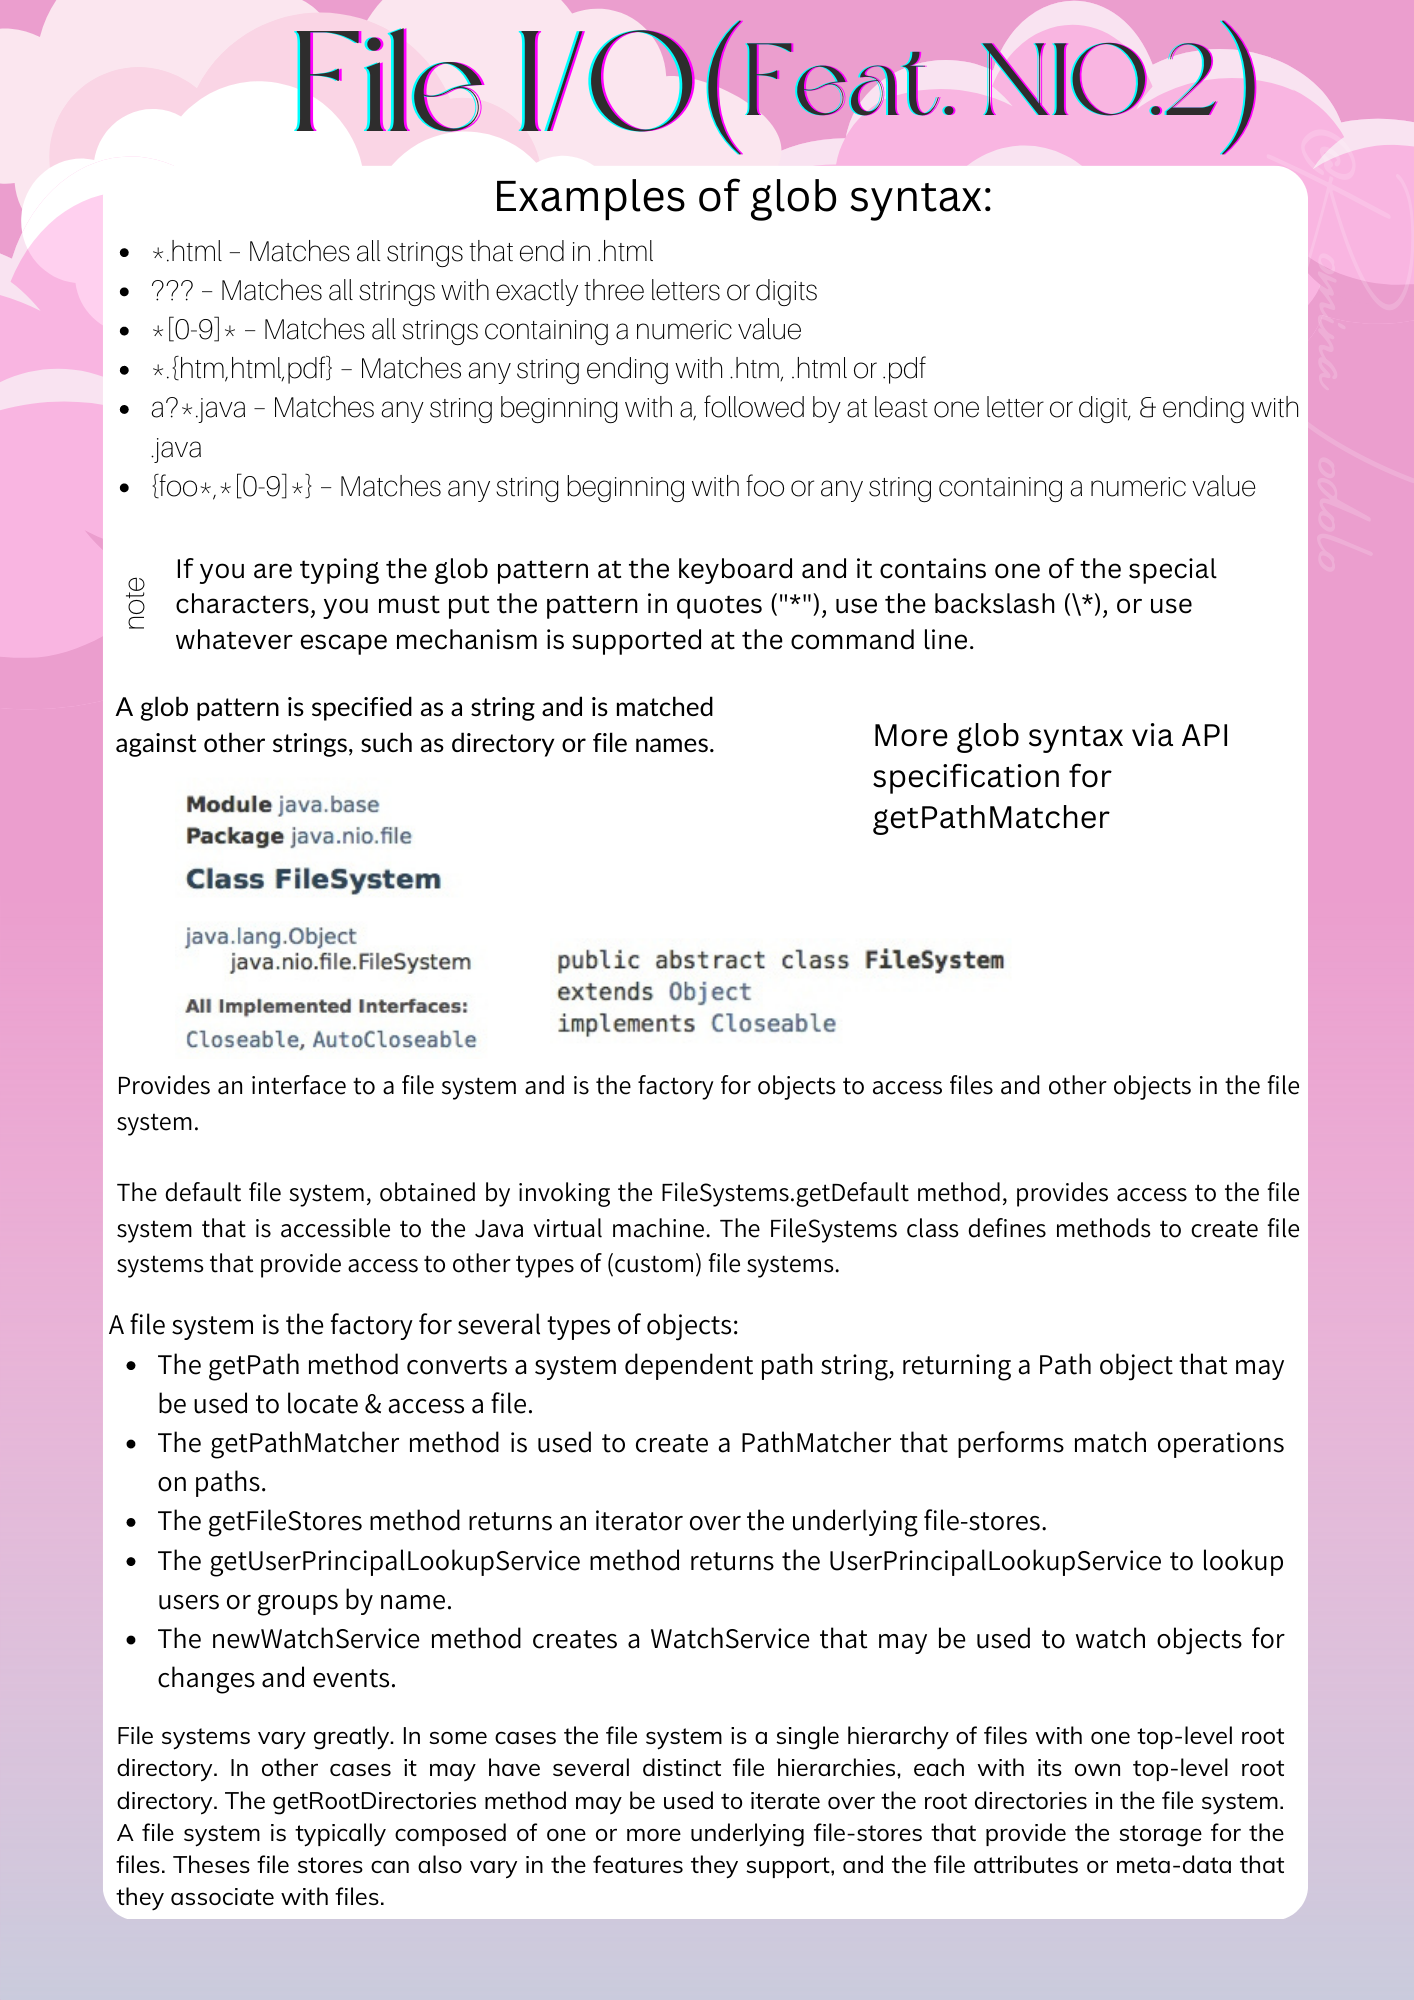 File I/O(Feat. NIO.2)
Examples of glob syntax:
• *.html – Matches all strings that end in .html
• ??? – Matches all strings with exactly three letters or digits
• *[0-9]* – Matches all strings containing a numeric value
• *.{htm,html,pdf} – Matches any string ending with .htm, .html or .pdf
• a?*.java – Matches any string beginning with a, followed by at least one letter or digit, & ending with
.java
• {foo*,*[0-9]*} – Matches any string beginning with foo or any string containing a numeric value
note
If you are typing the glob pattern at the keyboard and it contains one of the special
characters, you must put the pattern in quotes ("*"), use the backslash (\*), or use
whatever escape mechanism is supported at the command line.
A glob pattern is specified as a string and is matched
against other strings, such as directory or file names.
More glob syntax via API
specification for
getPathMatcher
Module java.base
Package java.nio.file
Class FileSystem
java.lang.Object
java.nio.file.FileSystem
All Implemented Interfaces:
Closeable, AutoCloseable
public abstract class FileSystem
extends Object
implements Closeable
Provides an interface to a file system and is the factory for objects to access files and other objects in the file
system.
The default file system, obtained by invoking the FileSystems.getDefault method, provides access to the file
system that is accessible to the Java virtual machine. The FileSystems class defines methods to create file
systems that provide access to other types of (custom) file systems.
A file system is the factory for several types of objects:
• The getPath method converts a system dependent path string, returning a Path object that may
be used to locate & access a file.
• The getPathMatcher method is used to create a PathMatcher that performs match operations
on paths.
• The getFileStores method returns an iterator over the underlying file-stores.
• The getUserPrincipalLookupService method returns the UserPrincipalLookupService to lookup
users or groups by name.
• The newWatchService method creates a WatchService that may be used to watch objects for
changes and events.
File systems vary greatly. In some cases the file system is a single hierarchy of files with one top-level root
directory. In other cases it may have several distinct file hierarchies, each with its own top-level root
directory. The getRootDirectories method may be used to iterate over the root directories in the file system.
A file system is typically composed of one or more underlying file-stores that provide the storage for the
files. Theses file stores can also vary in the features they support, and the file attributes or meta-data that
they associate with files.